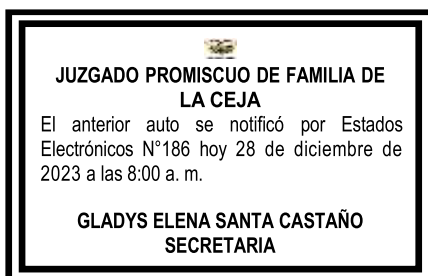 JUZGADO PROMISCUO DE FAMILIA DE
LA CEJA
El anterior auto se notificó por Estados
Electrónicos N°186 hoy 28 de diciembre de
2023 a las 8:00 a. m.
GLADYS ELENA SANTA CASTAÑO
SECRETARIA